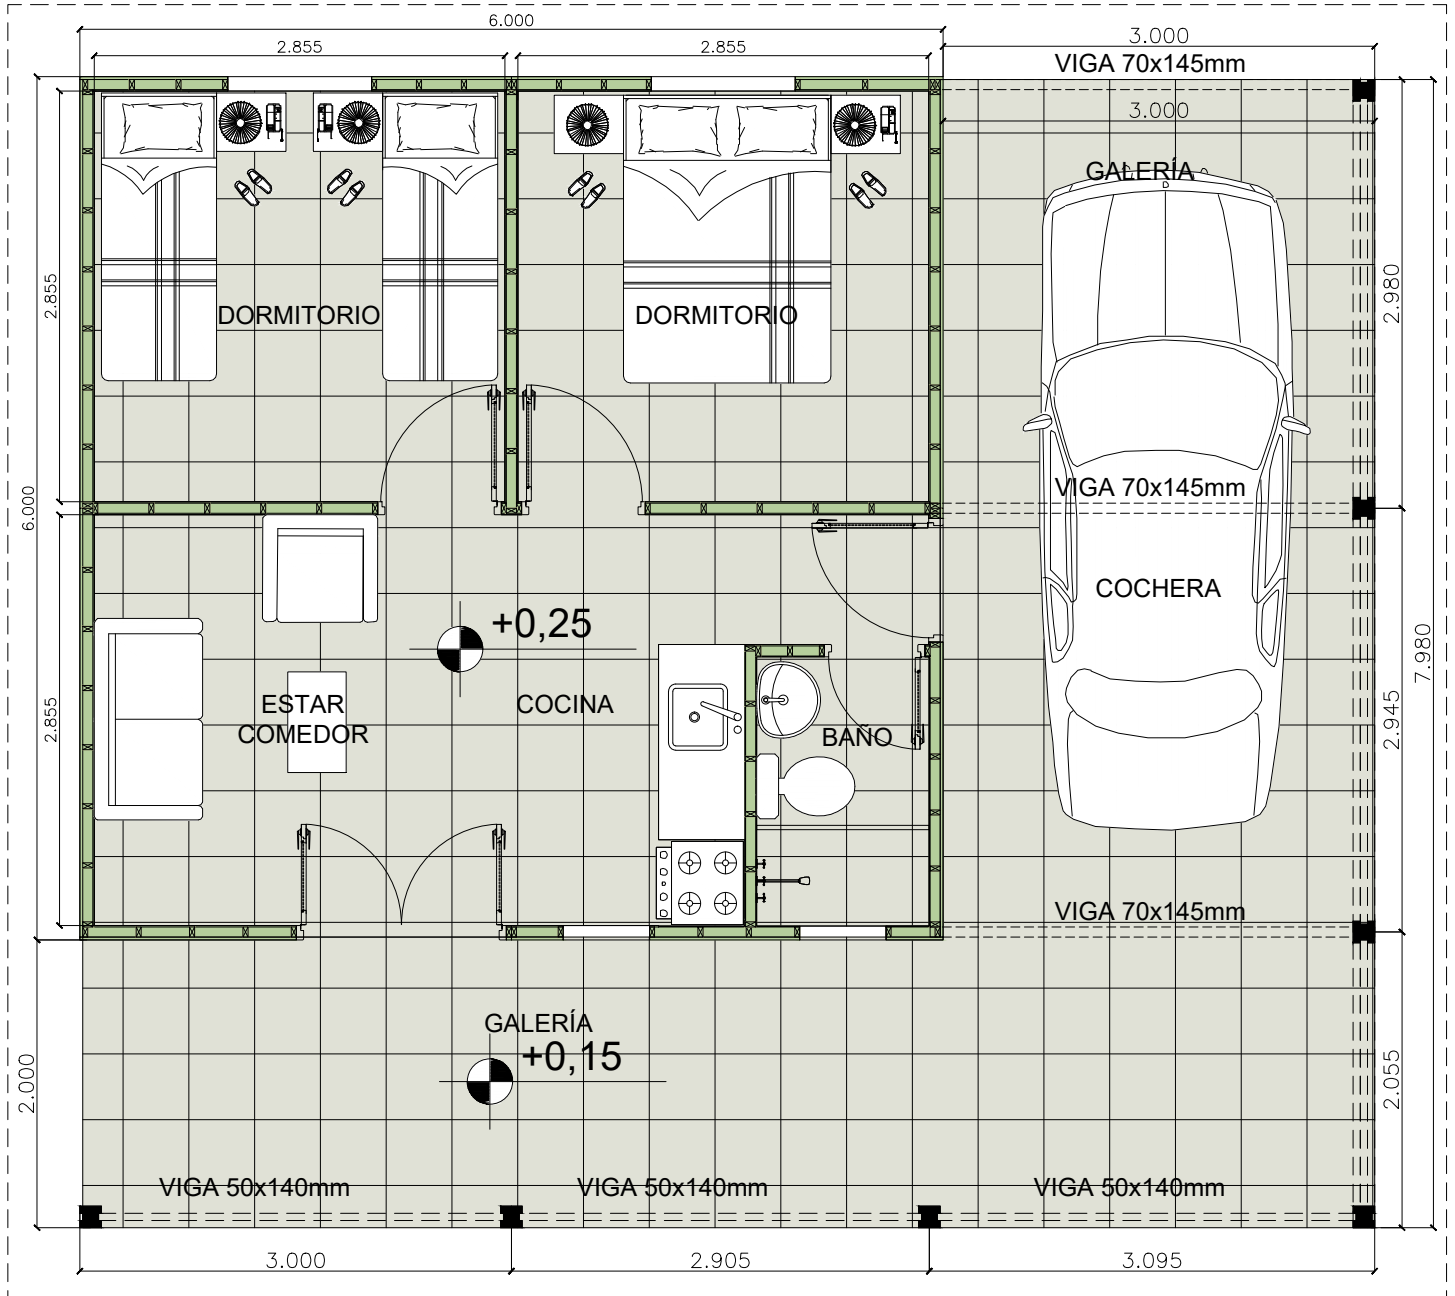 6.000
2.855
2.855
3.000
VIGA 70x145mm
3.000
GALERÍA
2.855
DORMITORIO
DORMITORIO
2.980
6.000
VIGA 70x145mm
COCHERA
+0,25
7.980
2.855
ESTAR
COMEDOR
COCINA
BAÑO
2.945
VIGA 70x145mm
GALERÍA
+0,15
2.000
2.055
VIGA 50x140mm
VIGA 50x140mm
VIGA 50x140mm
3.000
2.905
3.095